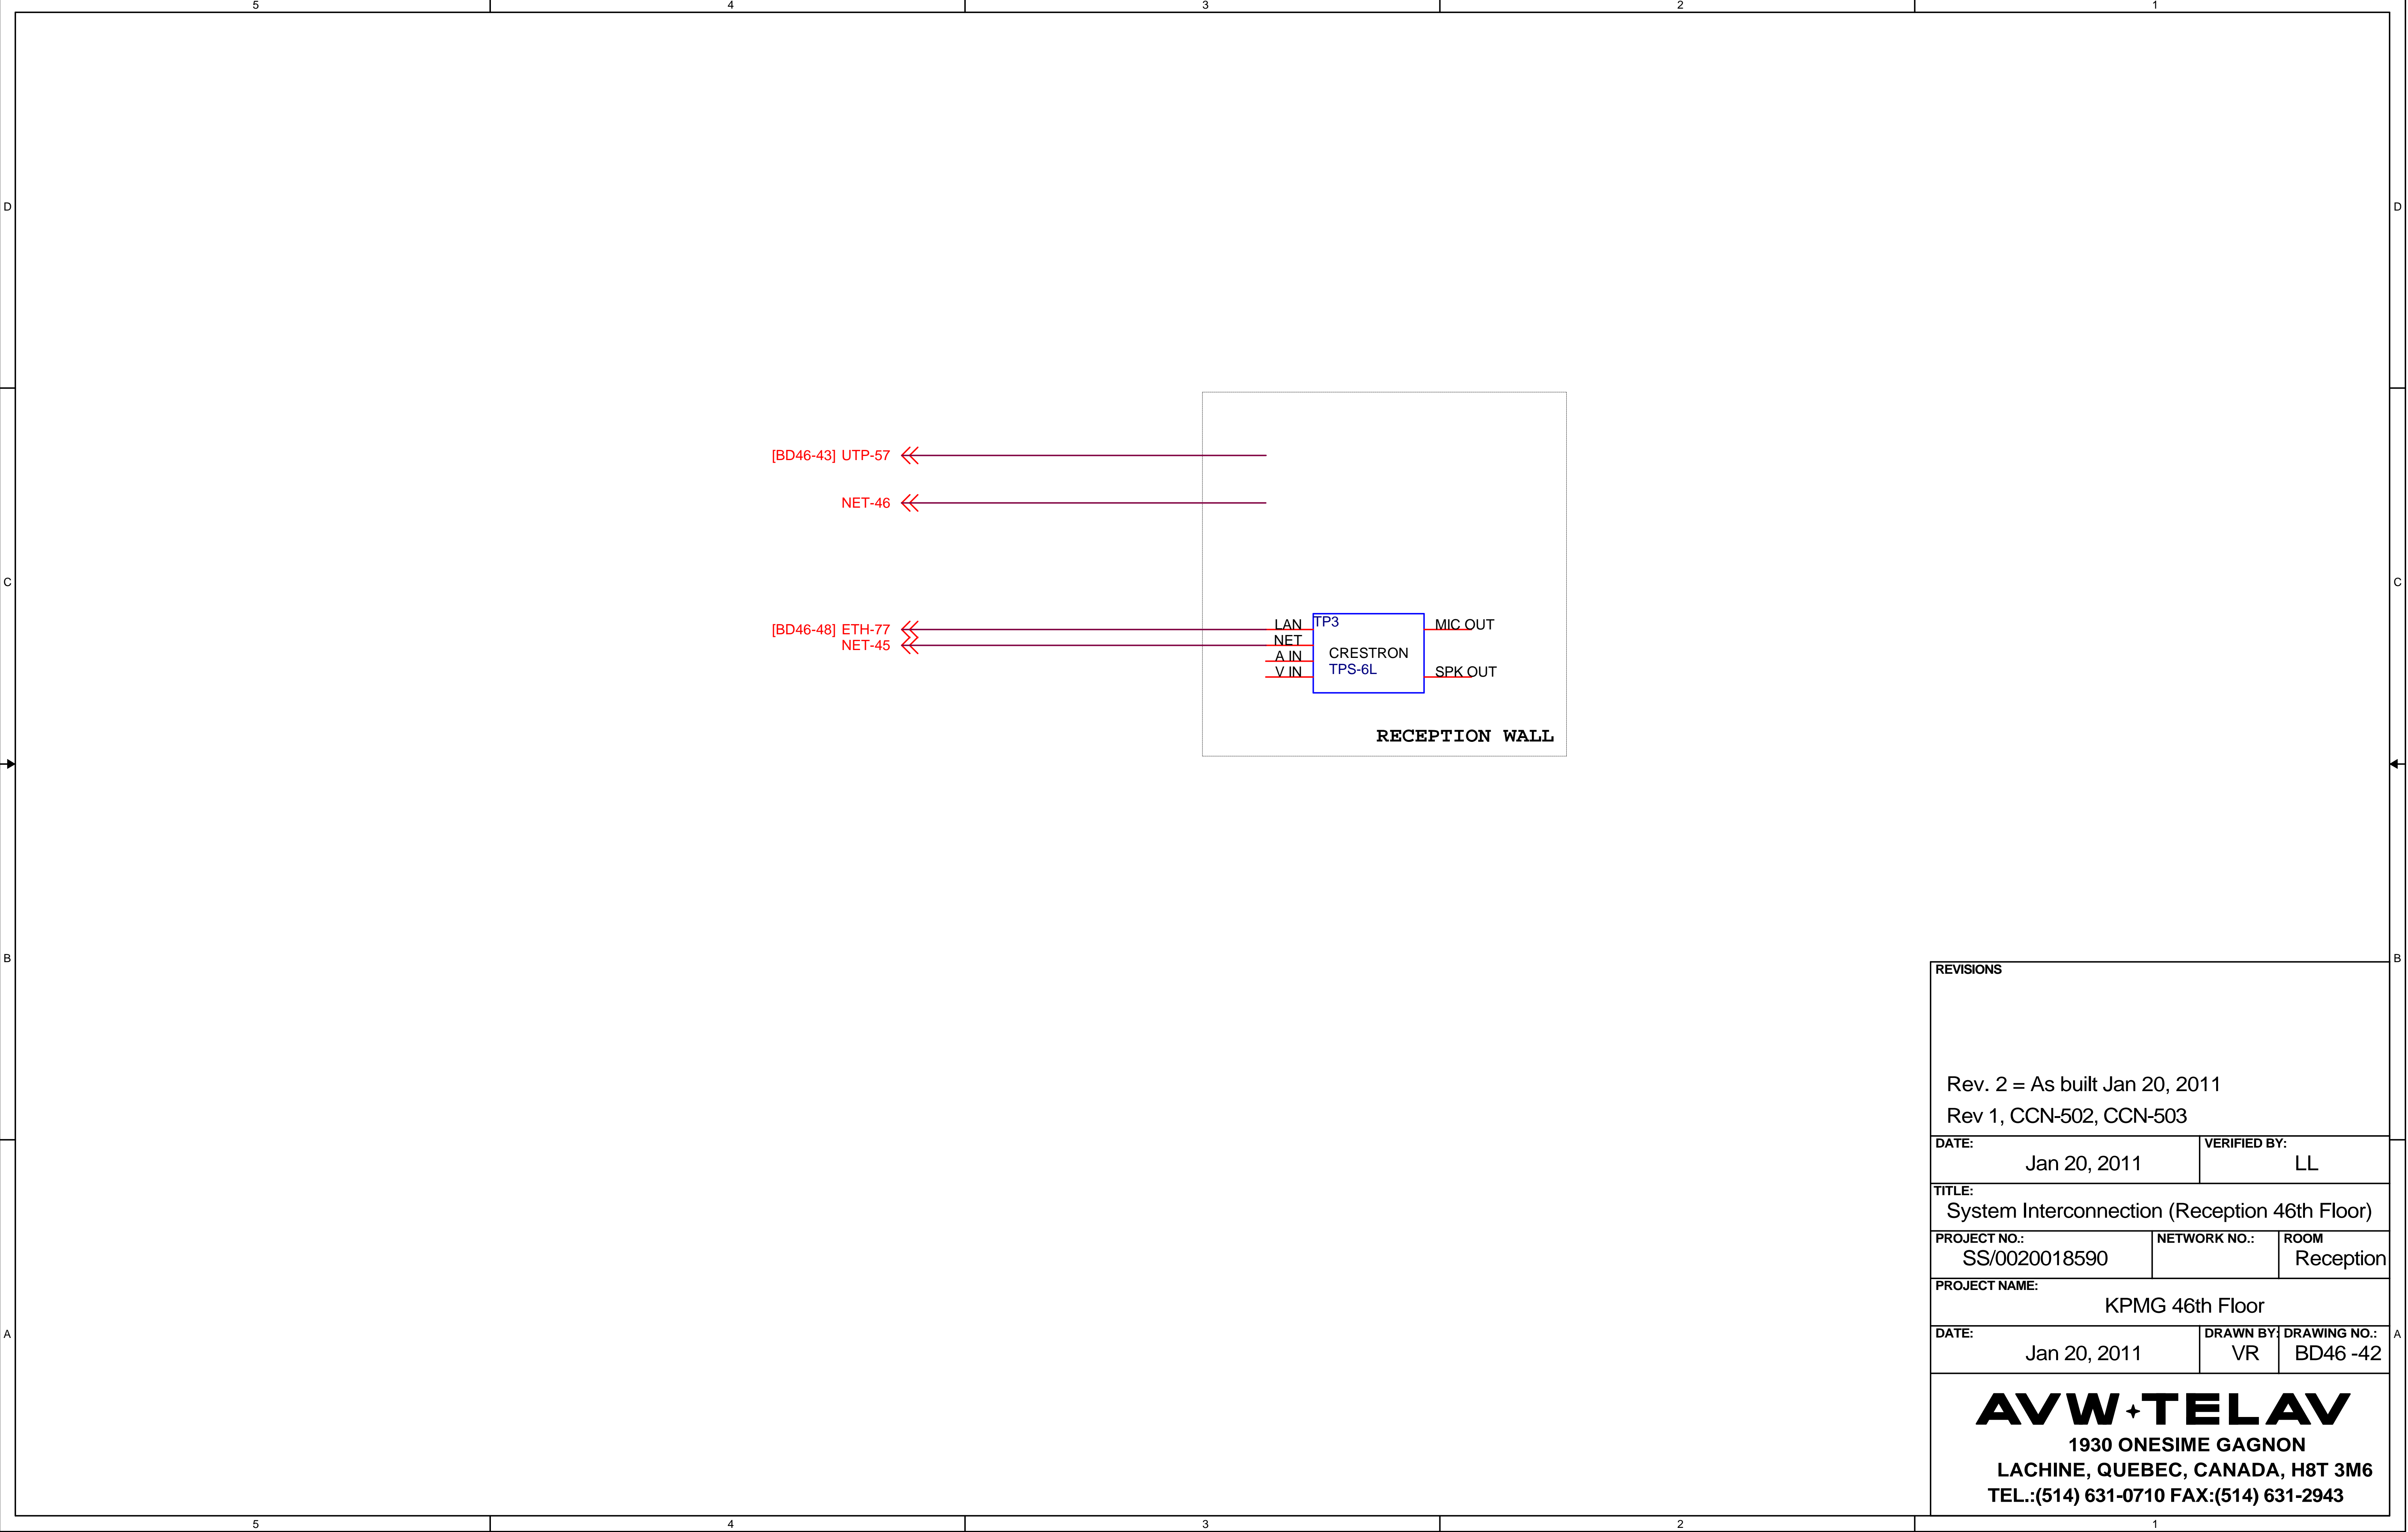 5 4 3 2 1
D D
[BD46-43] UTP-57
NET-46
C C
[BD46-48] ETH-77
NET-45
LAN
NET
A IN
V IN
TP3
CRESTRON
TPS-6L
MIC OUT
SPK OUT
RECEPTION WALL
B B
REVISIONS
Rev. 2 = As built Jan 20, 2011
Rev 1, CCN-502, CCN-503
DATE:
Jan 20, 2011
VERIFIED BY:
LL
TITLE:
System Interconnection (Reception 46th Floor)
PROJECT NO.:
SS/0020018590
NETWORK NO.:
ROOM
Reception
PROJECT NAME:
KPMG 46th Floor
A A
DATE:
Jan 20, 2011
DRAWN BY:
VR
DRAWING NO.:
BD46 -42
AVW TELAV
1930 ONESIME GAGNON
LACHINE, QUEBEC, CANADA, H8T 3M6
TEL.:(514) 631-0710 FAX:(514) 631-2943
5 4 3 2 1